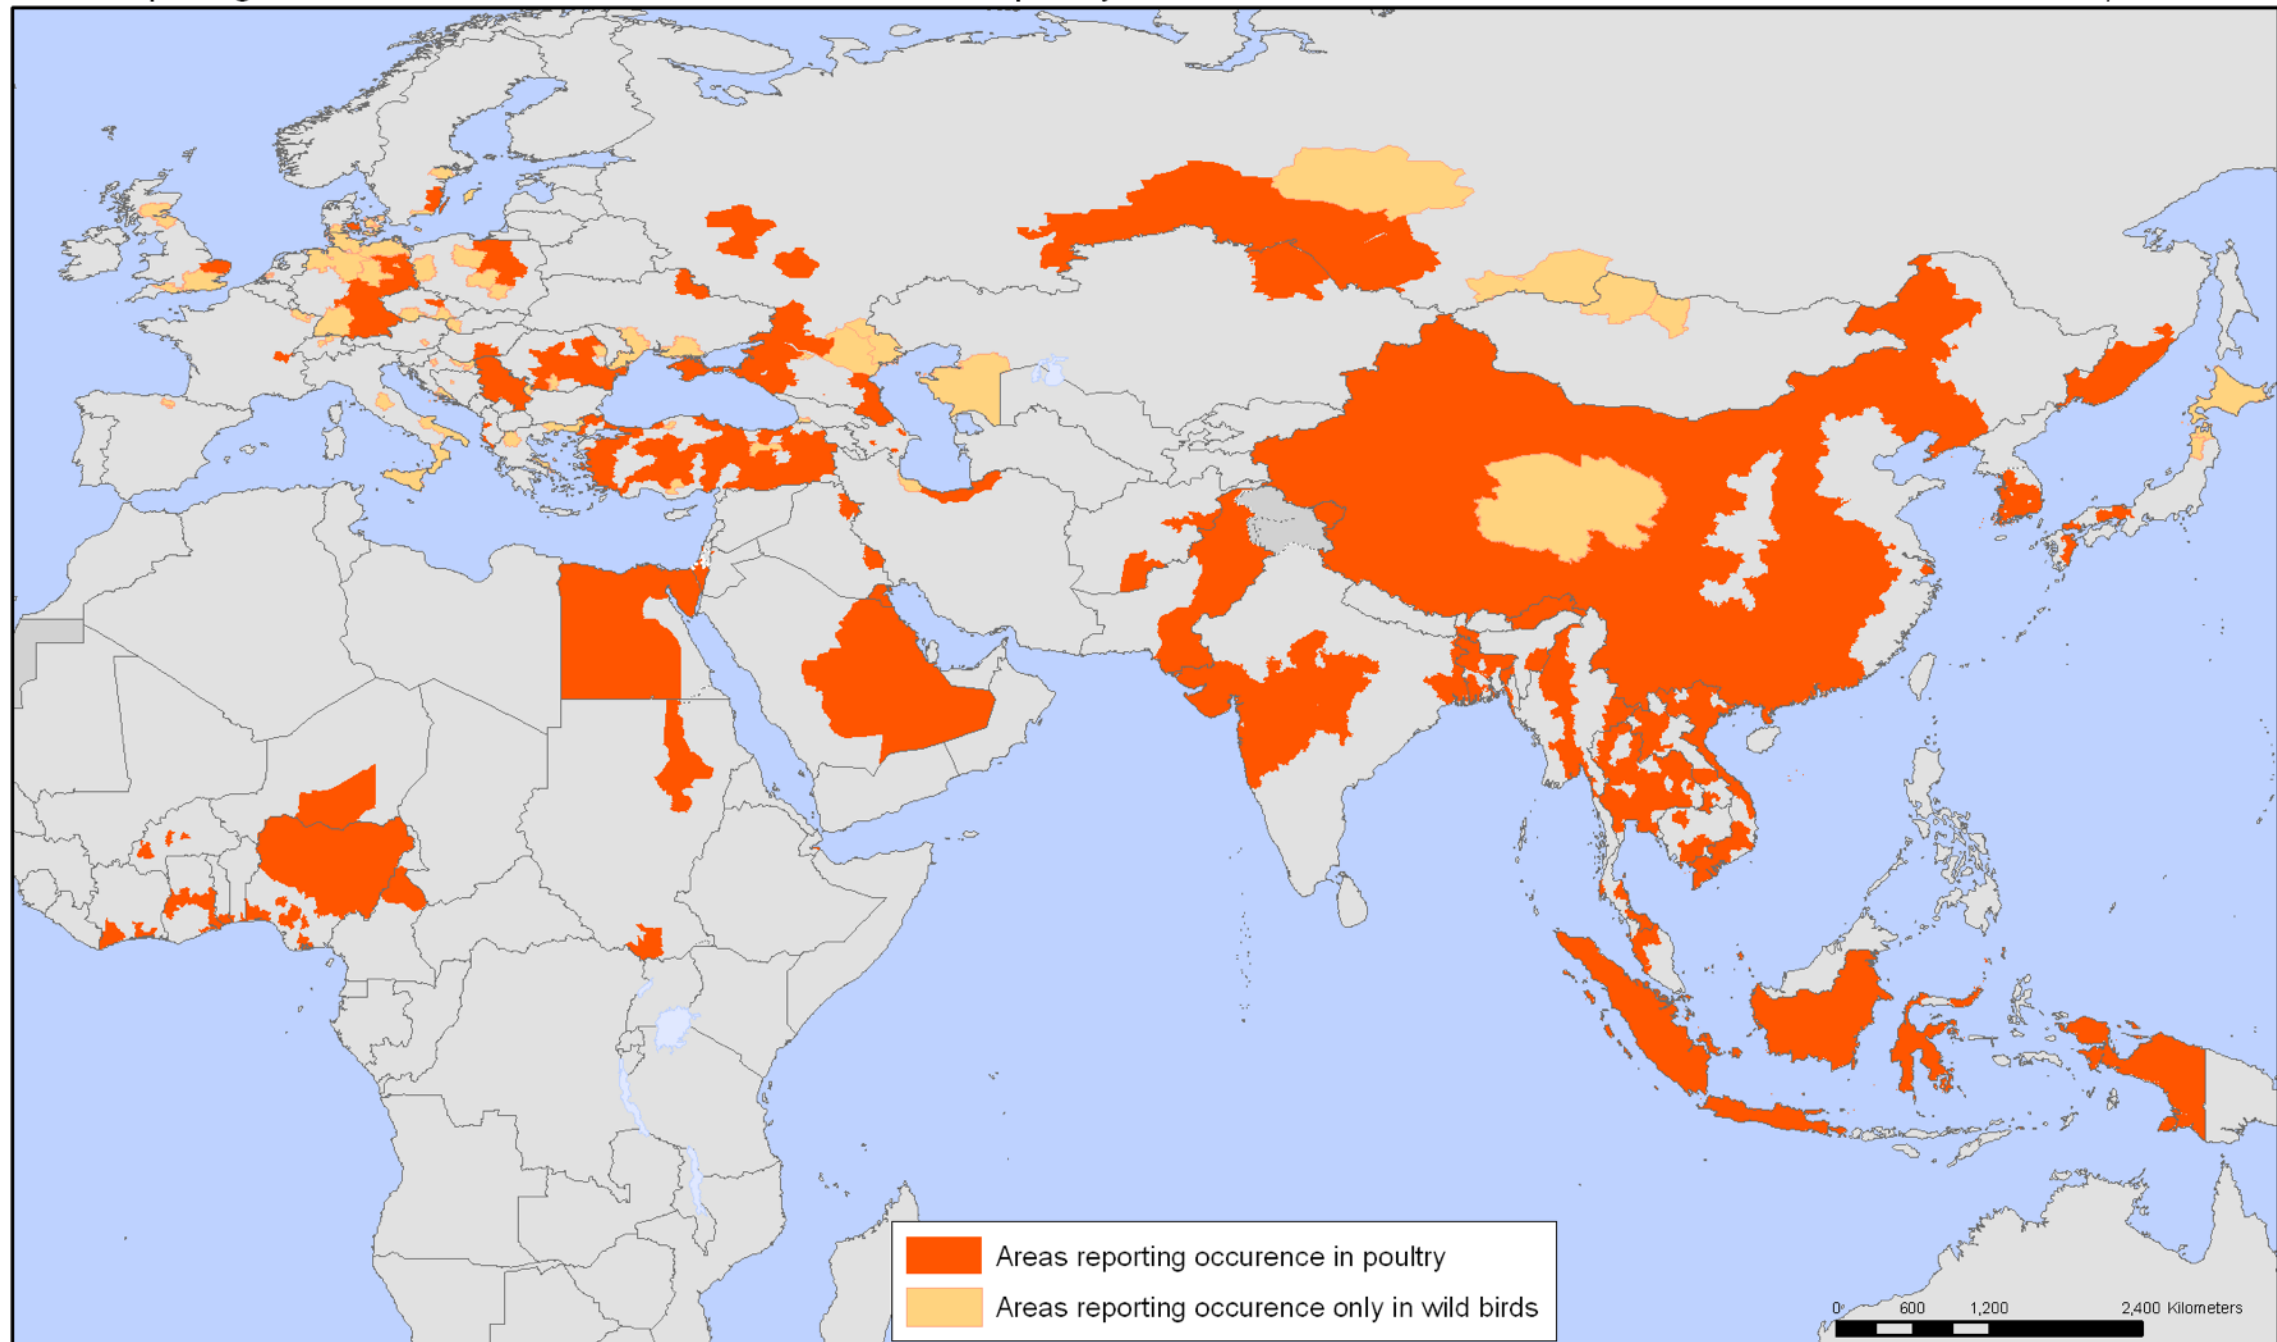 Areas reporting occurence in poultry
Areas reporting occurence only in wild birds
0 600 1,200 2,400 Kilometers